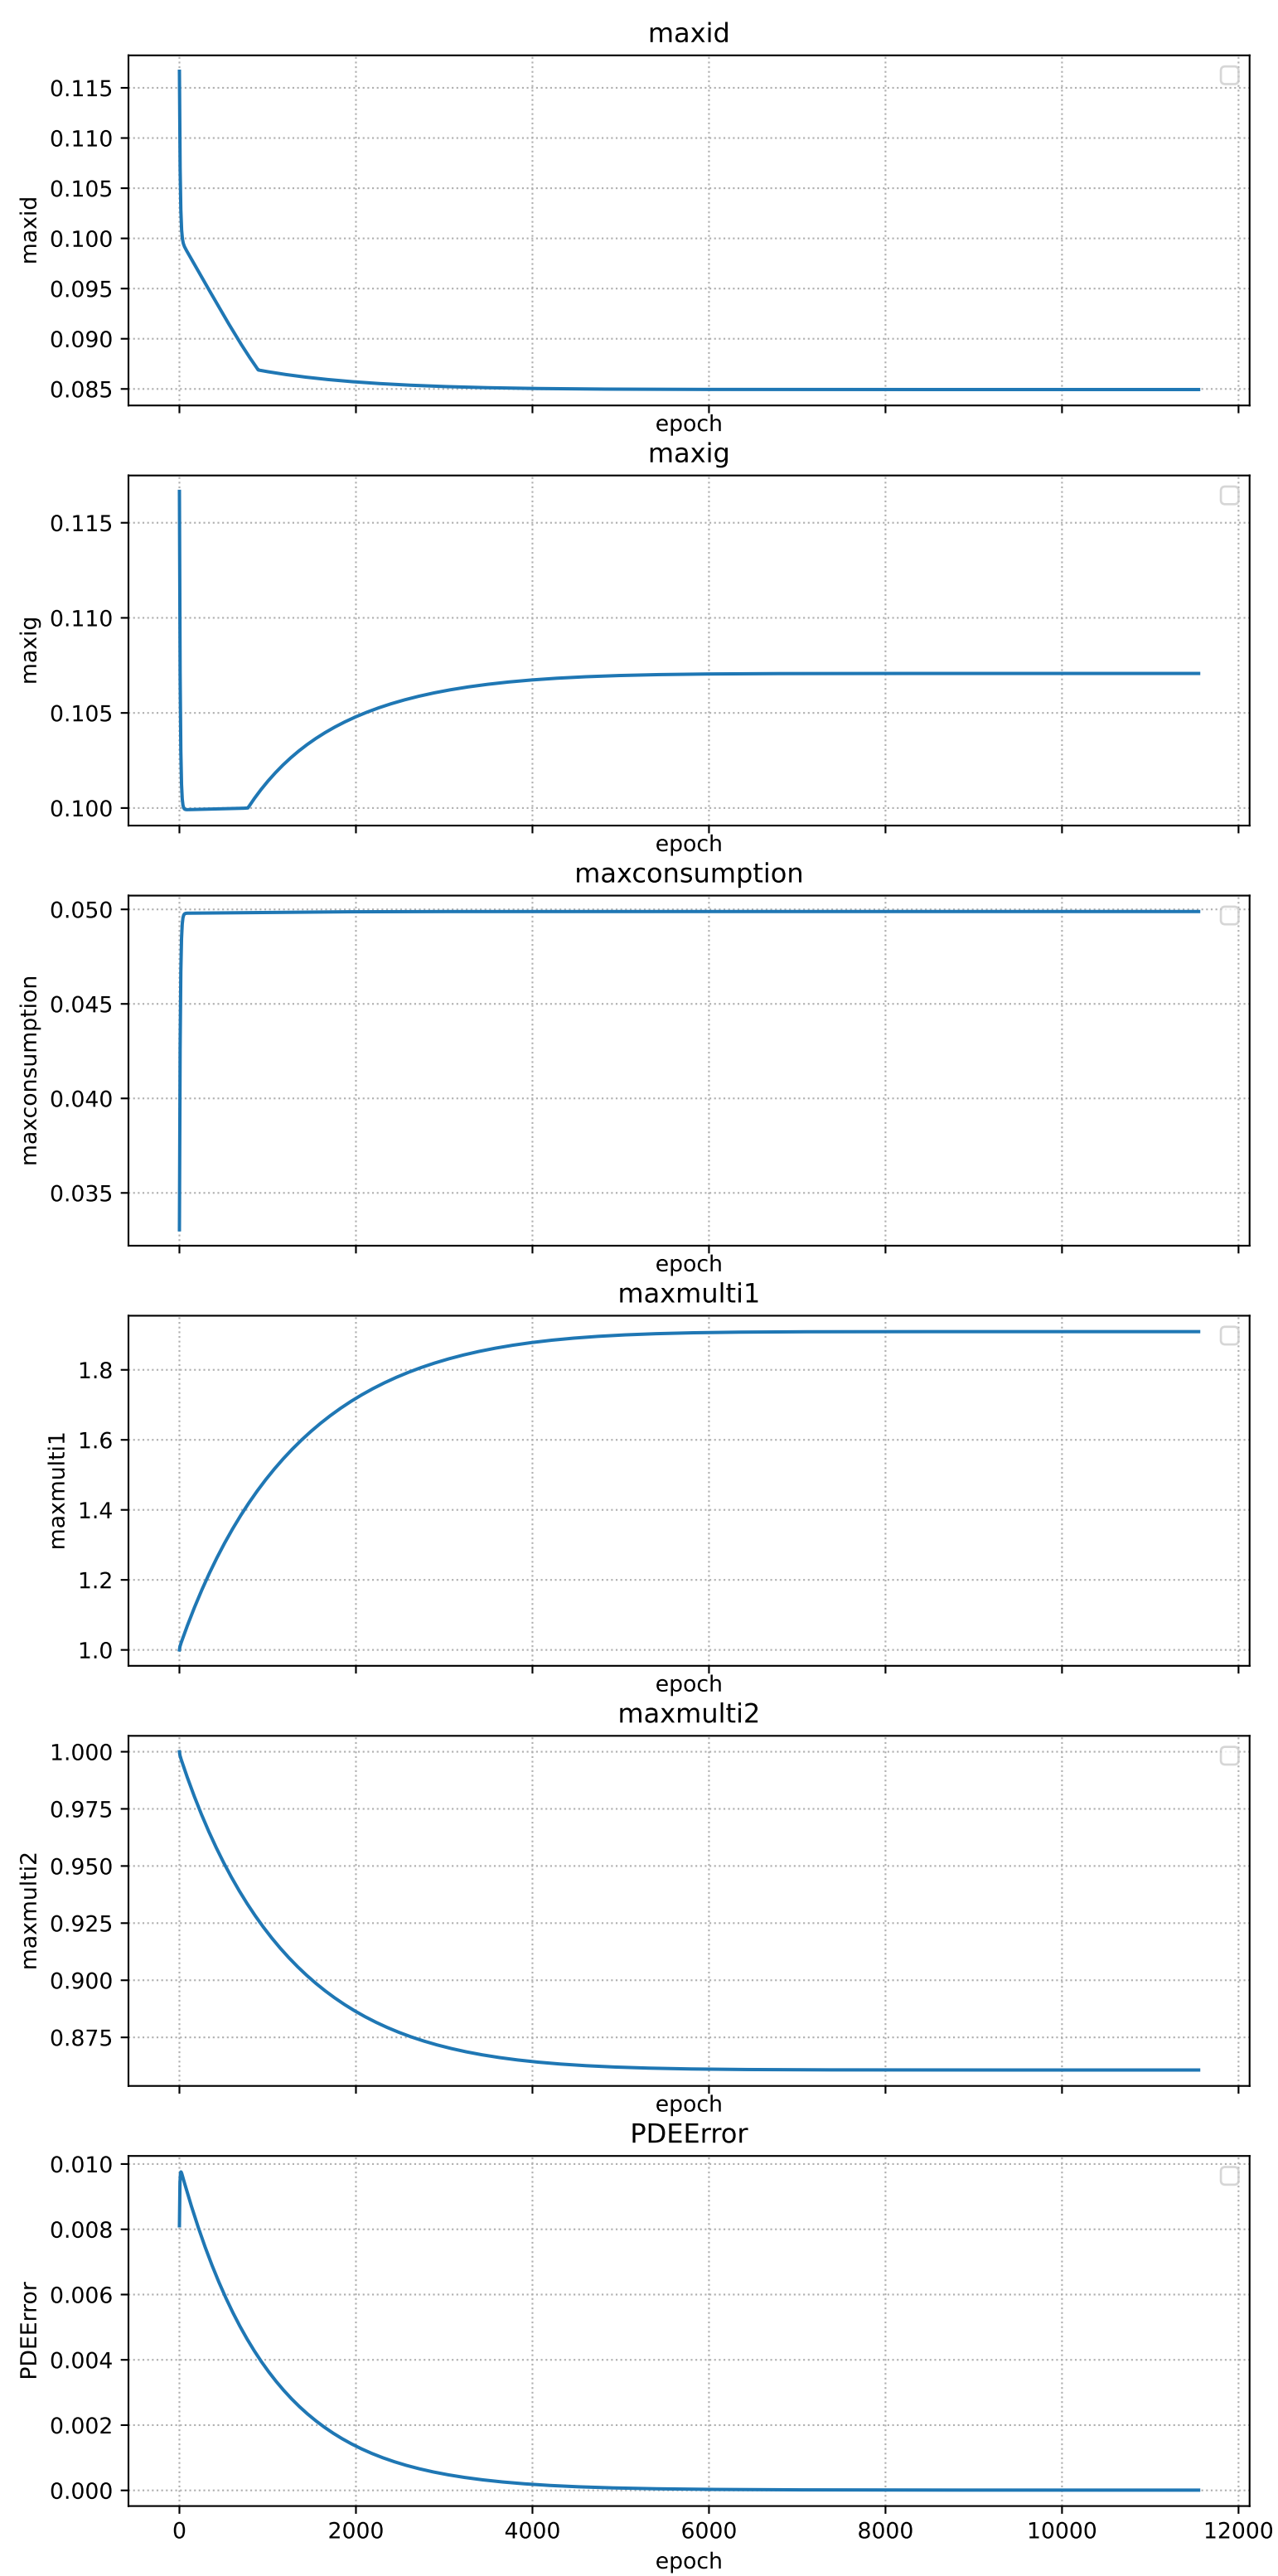 maxid
maxid
0.115
0.110
0.105
0.100
0.095
0.090
0.085
epoch
maxig
maxig
0.115
0.110
0.105
0.100
epoch
maxconsumption
maxconsumption
0.050
0.045
0.040
0.035
epoch
maxmulti1
maxmulti1
1.8
1.6
1.4
1.2
1.0
epoch
maxmulti2
maxmulti2
1.000
0.975
0.950
0.925
0.900
0.875
epoch
PDEError
PDEError
0.010
0.008
0.006
0.004
0.002
0.000
0 2000 4000 6000 8000 10000 12000
epoch